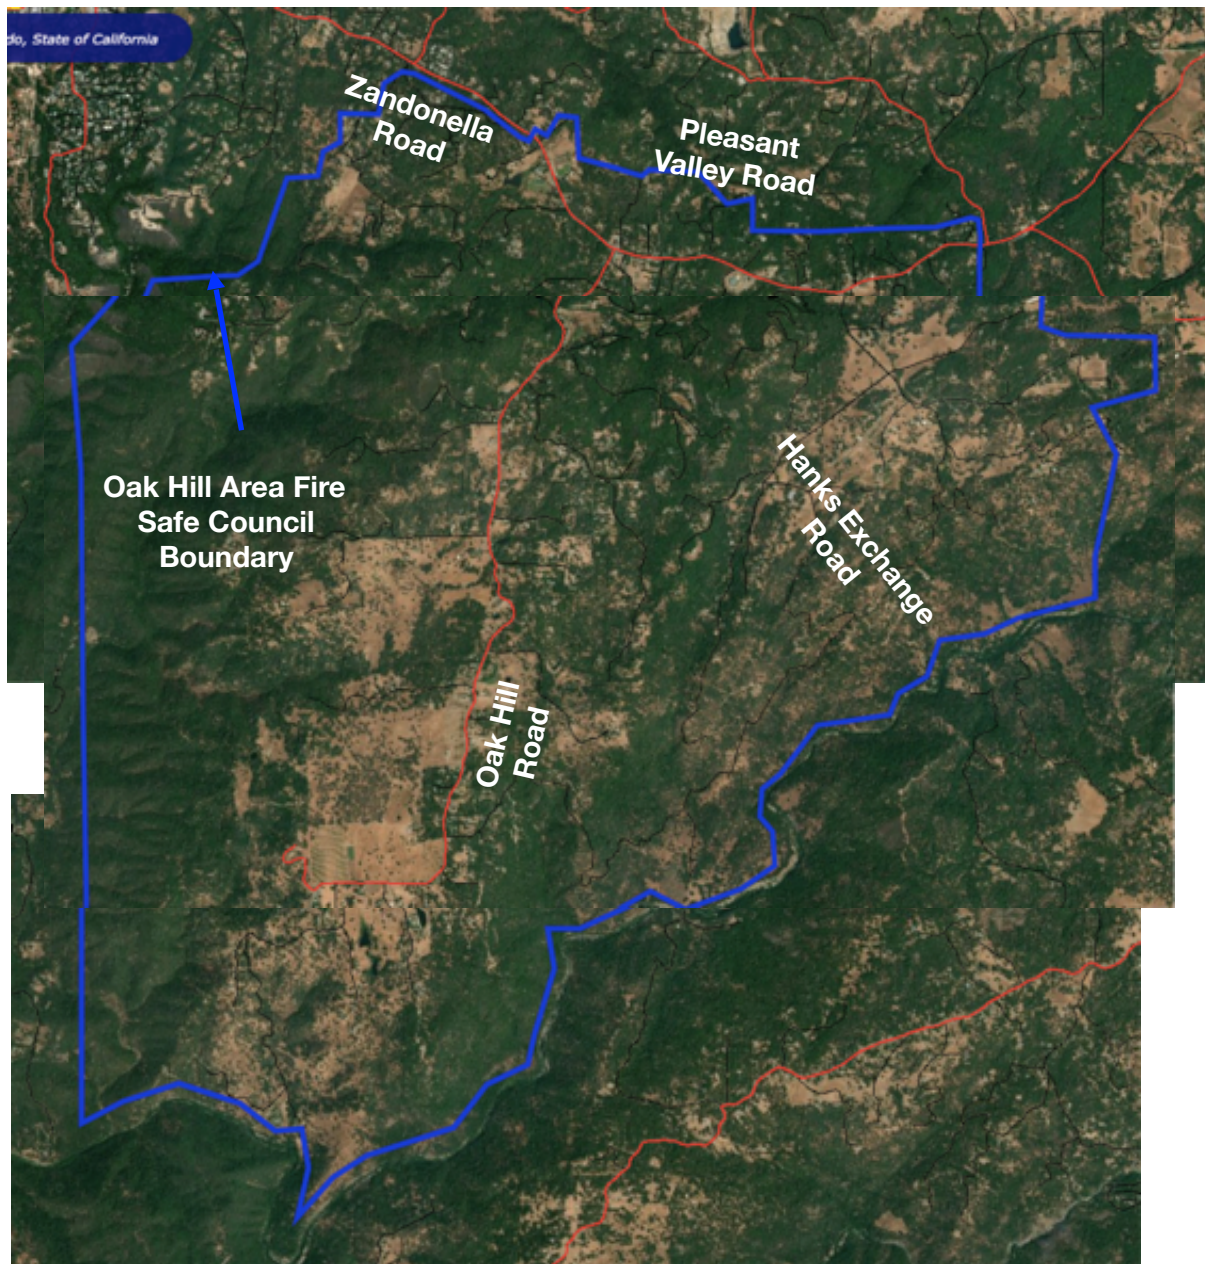 do, State of California
Zandonella
Road
Pleasant
Valley Road
Hanks Exchange
Road
Oak Hill Area Fire
Safe Council
Boundary
Oak Hill
Road